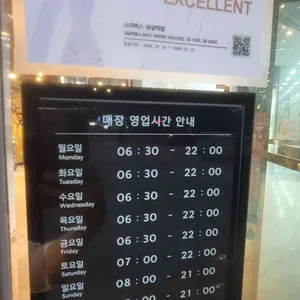 EXCELLENT
매장 영업시간 안내
월요일 06 : 30 - 22 : 00
Monday
화요일 06 : 30 - 22 : 00
Tuesday
수요일 06 : 30 - 22 : 00
Wednesday
목요일 06 : 30 - 22 : 00
Thursday
금요일 06 : 30 - 22 : 00
Friday
토요일 07 : 00 - 21 : 00
Saturday
일요일 08 : 00 - 21 : 00
Sunday